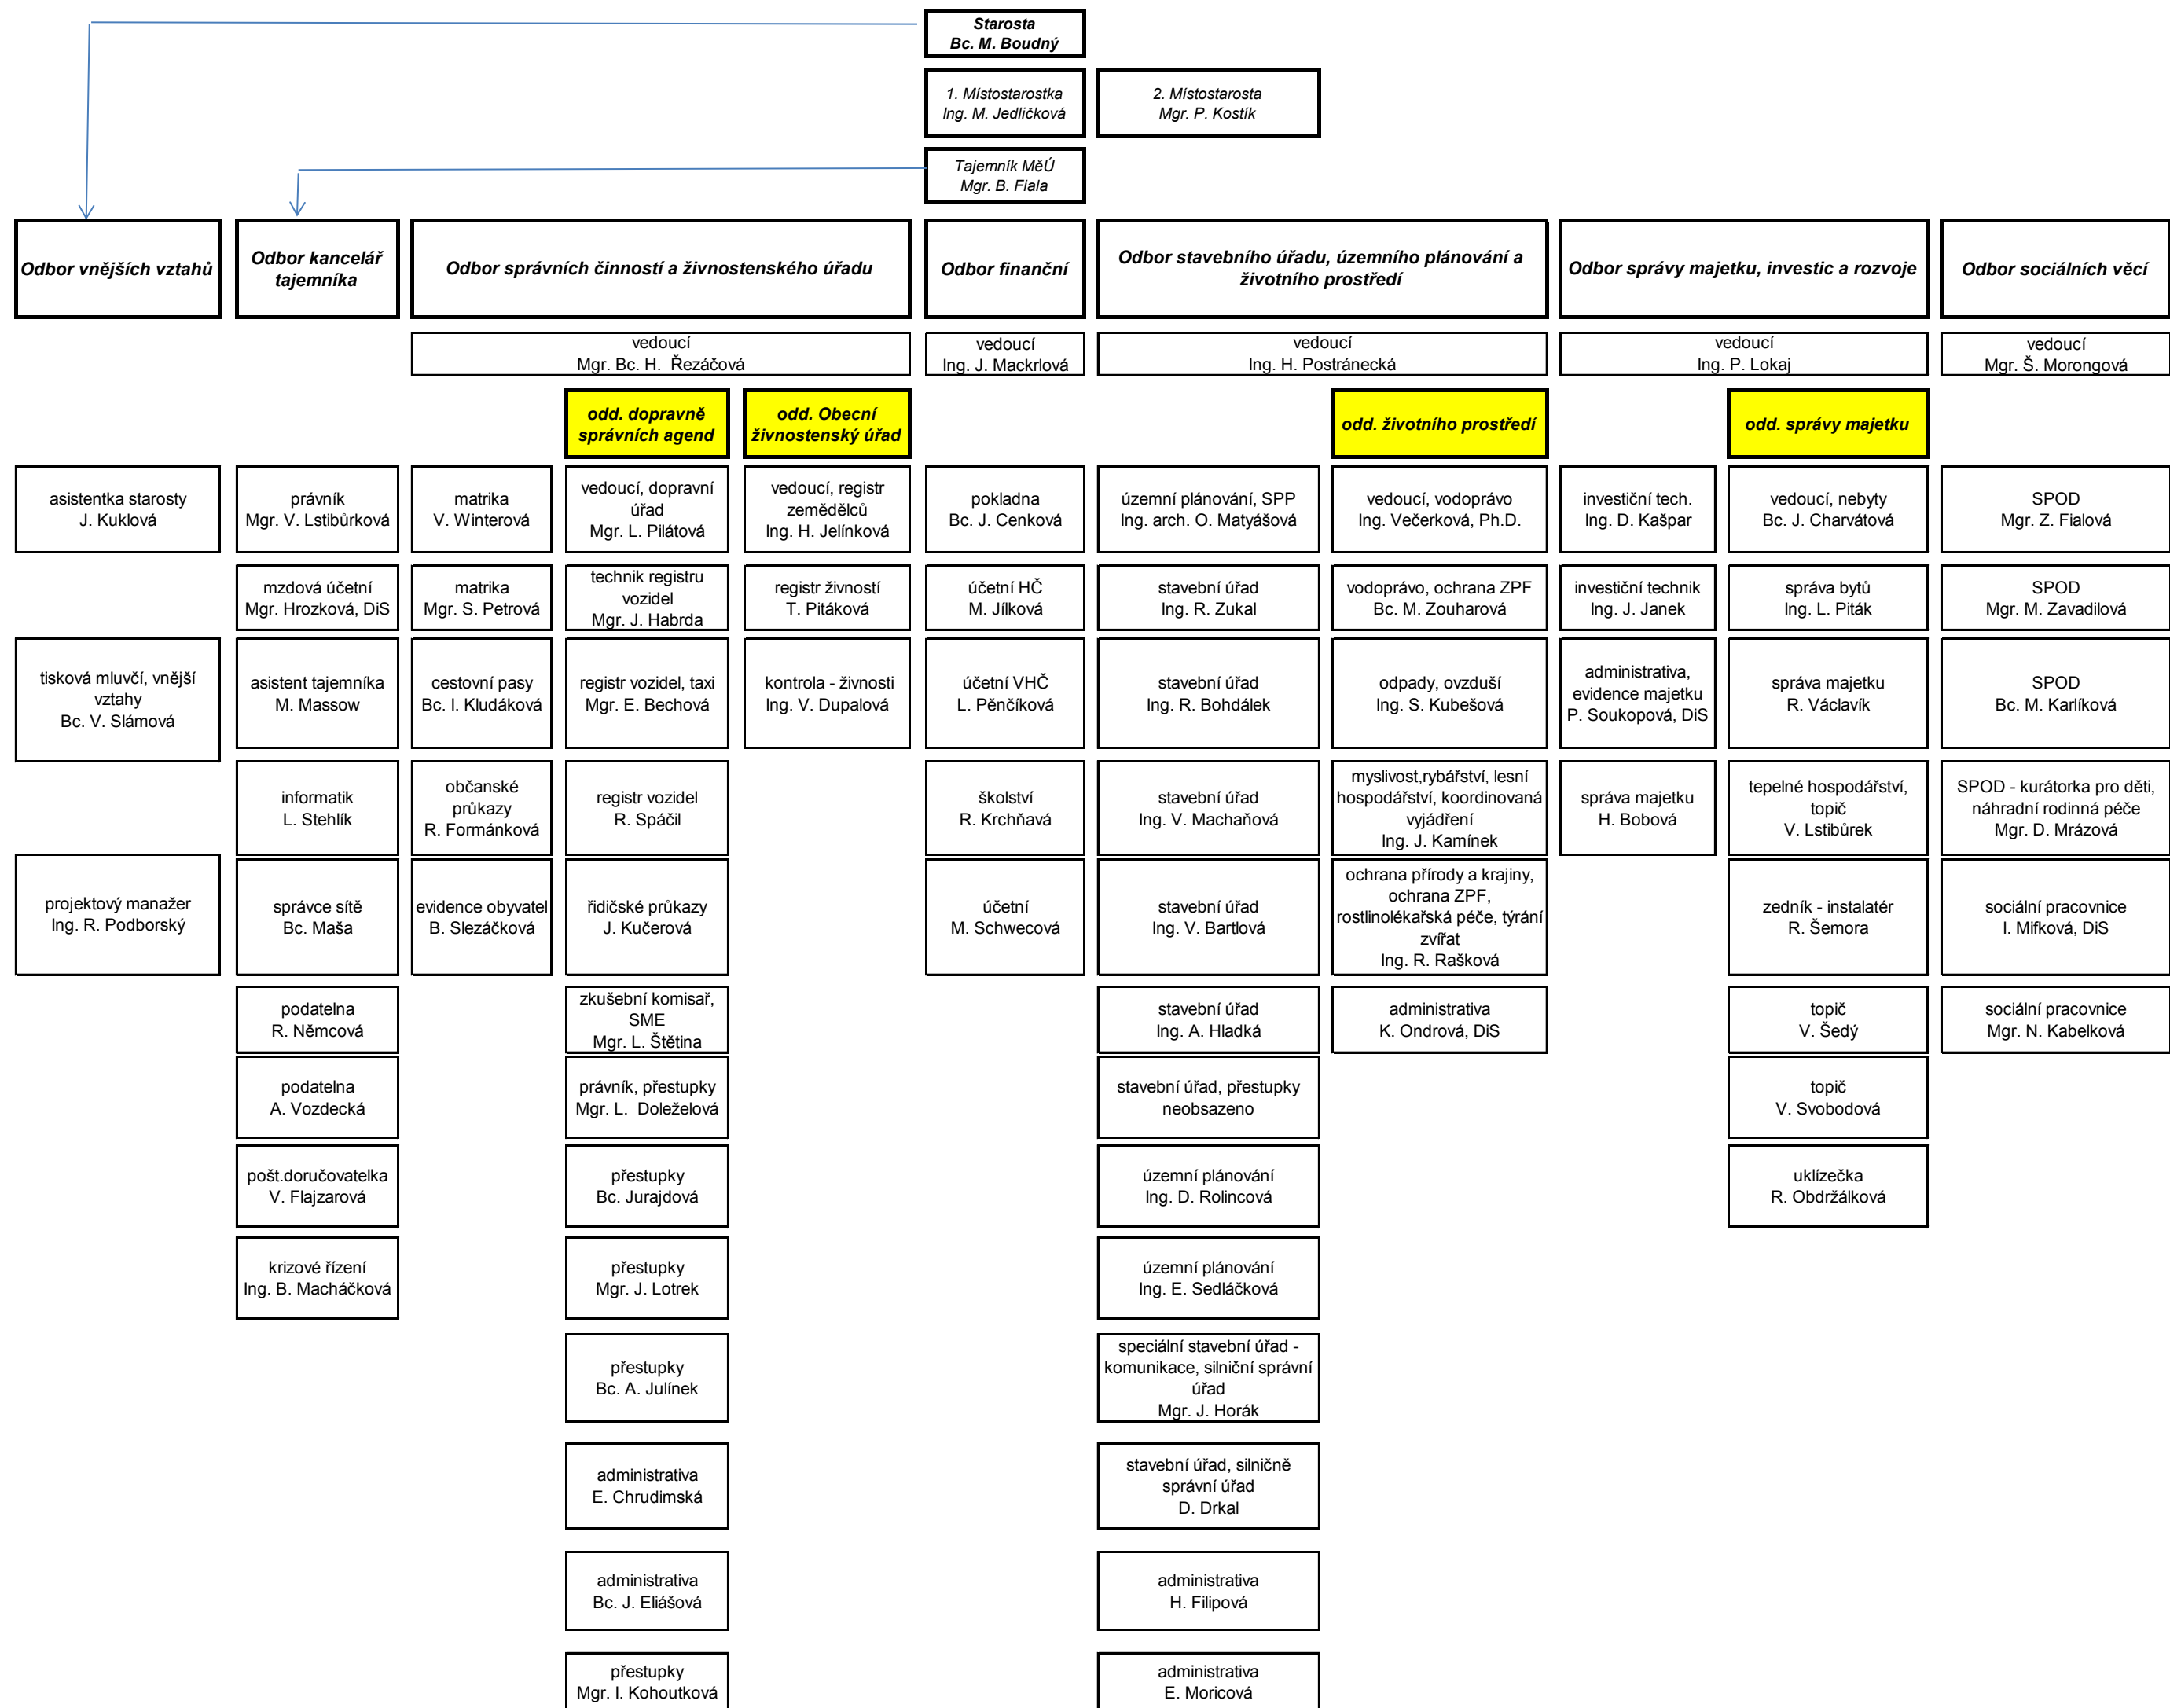 Starosta
Bc. M. Boudný
1. Místostarostka
Ing. M. Jedličková
2. Místostarosta
Mgr. P. Kostík
Tajemník MěÚ
Mgr. B. Fiala
Odbor vnějších vztahů
Odbor kancelář
tajemníka
Odbor správních činností a živnostenského úřadu
Odbor finanční
Odbor stavebního úřadu, územního plánování a
životního prostředí
Odbor správy majetku, investic a rozvoje
Odbor sociálních věcí
vedoucí
Mgr. Bc. H. Řezáčová
vedoucí
Ing. J. Mackrlová
vedoucí
Ing. H. Postránecká
vedoucí
Ing. P. Lokaj
vedoucí
Mgr. Š. Morongová
odd. dopravně
správních agend
odd. Obecní
živnostenský úřad
odd. životního prostředí
odd. správy majetku
asistentka starosty
J. Kuklová
právník
Mgr. V. Lstibůrková
matrika
V. Winterová
vedoucí, dopravní
úřad
Mgr. L. Pilátová
vedoucí, registr
zemědělců
Ing. H. Jelínková
pokladna
Bc. J. Cenková
územní plánování, SPP
Ing. arch. O. Matyášová
vedoucí, vodoprávo
Ing. Večerková, Ph.D.
investiční tech.
Ing. D. Kašpar
vedoucí, nebyty
Bc. J. Charvátová
SPOD
Mgr. Z. Fialová
mzdová účetní
Mgr. Hrozková, DiS
matrika
Mgr. S. Petrová
technik registru
vozidel
Mgr. J. Habrda
registr živností
T. Pitáková
účetní HČ
M. Jílková
stavební úřad
Ing. R. Zukal
vodoprávo, ochrana ZPF
Bc. M. Zouharová
investiční technik
Ing. J. Janek
správa bytů
Ing. L. Piták
SPOD
Mgr. M. Zavadilová
tisková mluvčí, vnější
vztahy
Bc. V. Slámová
asistent tajemníka
M. Massow
cestovní pasy
Bc. I. Kludáková
registr vozidel, taxi
Mgr. E. Bechová
kontrola - živnosti
Ing. V. Dupalová
účetní VHČ
L. Pěnčíková
stavební úřad
Ing. R. Bohdálek
odpady, ovzduší
Ing. S. Kubešová
administrativa,
evidence majetku
P. Soukopová, DiS
správa majetku
R. Václavík
SPOD
Bc. M. Karlíková
informatik
L. Stehlík
občanské
průkazy
R. Formánková
registr vozidel
R. Spáčil
školství
R. Krchňavá
stavební úřad
Ing. V. Machaňová
myslivost,rybářství, lesní
hospodářství, koordinovaná
vyjádření
Ing. J. Kamínek
správa majetku
H. Bobová
tepelné hospodářství,
topič
V. Lstibůrek
SPOD - kurátorka pro děti,
náhradní rodinná péče
Mgr. D. Mrázová
projektový manažer
Ing. R. Podborský
správce sítě
Bc. Maša
evidence obyvatel
B. Slezáčková
řidičské průkazy
J. Kučerová
účetní
M. Schwecová
stavební úřad
Ing. V. Bartlová
ochrana přírody a krajiny,
ochrana ZPF,
rostlinolékařská péče, týrání
zvířat
Ing. R. Rašková
zedník - instalatér
R. Šemora
sociální pracovnice
I. Mifková, DiS
podatelna
R. Němcová
zkušební komisař,
SME
Mgr. L. Štětina
stavební úřad
Ing. A. Hladká
administrativa
K. Ondrová, DiS
topič
V. Šedý
sociální pracovnice
Mgr. N. Kabelková
podatelna
A. Vozdecká
právník, přestupky
Mgr. L.  Doleželová
stavební úřad, přestupky
neobsazeno
topič
V. Svobodová
pošt.doručovatelka
V. Flajzarová
přestupky
Bc. Jurajdová
územní plánování
Ing. D. Rolincová
uklízečka
R. Obdržálková
krizové řízení
Ing. B. Macháčková
přestupky
Mgr. J. Lotrek
územní plánování
Ing. E. Sedláčková
přestupky
Bc. A. Julínek
speciální stavební úřad -
komunikace, silniční správní
úřad
Mgr. J. Horák
administrativa
E. Chrudimská
stavební úřad, silničně
správní úřad
D. Drkal
administrativa
Bc. J. Eliášová
administrativa
H. Filipová
přestupky
Mgr. I. Kohoutková
administrativa
E. Moricová